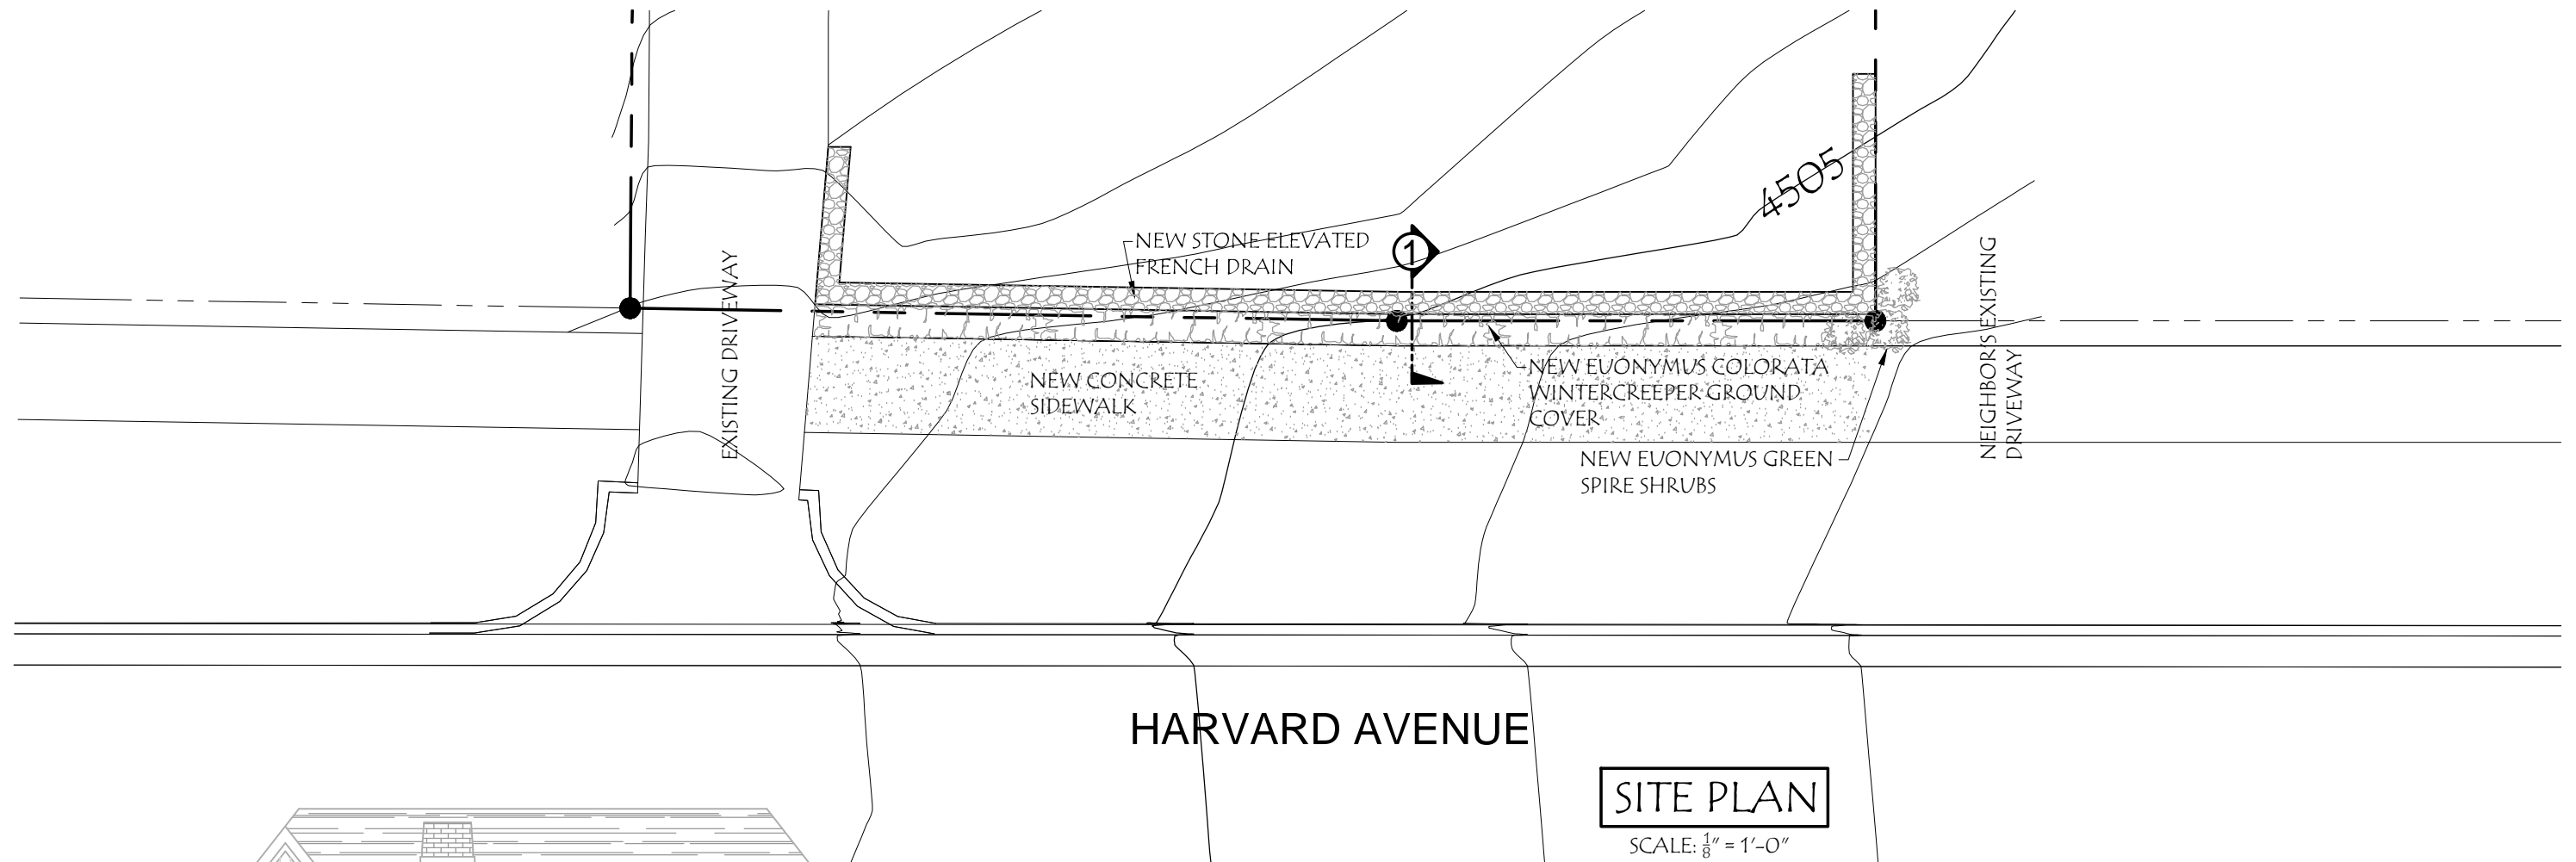 4505
NEW STONE ELEVATED
FRENCH DRAIN
1
EXISTING DRIVEWAY
NEIGHBOR'S EXISTING
DRIVEWAY
NEW CONCRETE
SIDEWALK
NEW EUONYMUS COLORATA
WINTERCREEPER GROUND
COVER
NEW EUONYMUS GREEN
SPIRE SHRUBS
HARVARD AVENUE
SITE PLAN
SCALE: 1/8" = 1'-0"